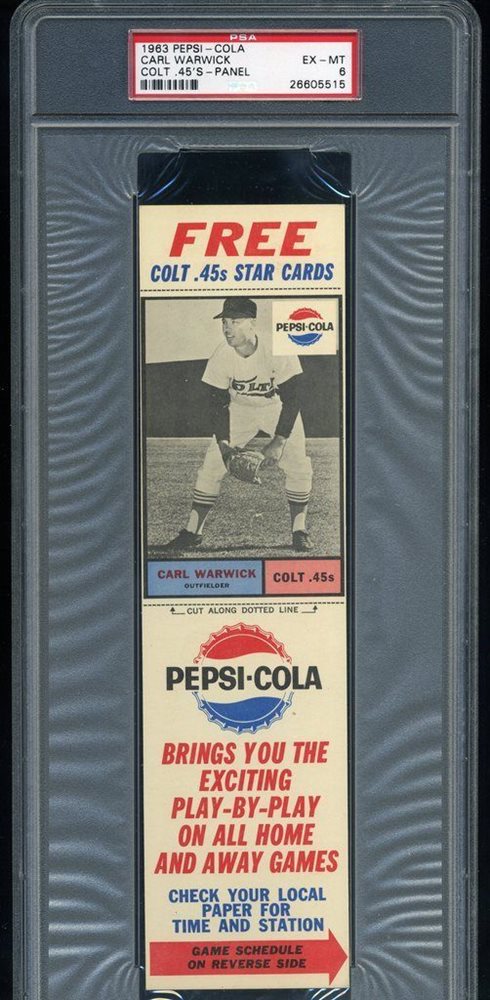 PSA
1963 PEPSI-COLA
CARL WARWICK EX-MT
COLT .45'S-PANEL 6
26605515
FREE
COLT .45s STAR CARDS
PEPSI·COLA
COLTS
CARL WARWICK
OUTFIELDER
COLT .45s
CUT ALONG DOTTED LINE
PEPSI·COLA
BRINGS YOU THE
EXCITING
PLAY-BY-PLAY
ON ALL HOME
AND AWAY GAMES
CHECK YOUR LOCAL
PAPER FOR
TIME AND STATION
GAME SCHEDULE
ON REVERSE SIDE